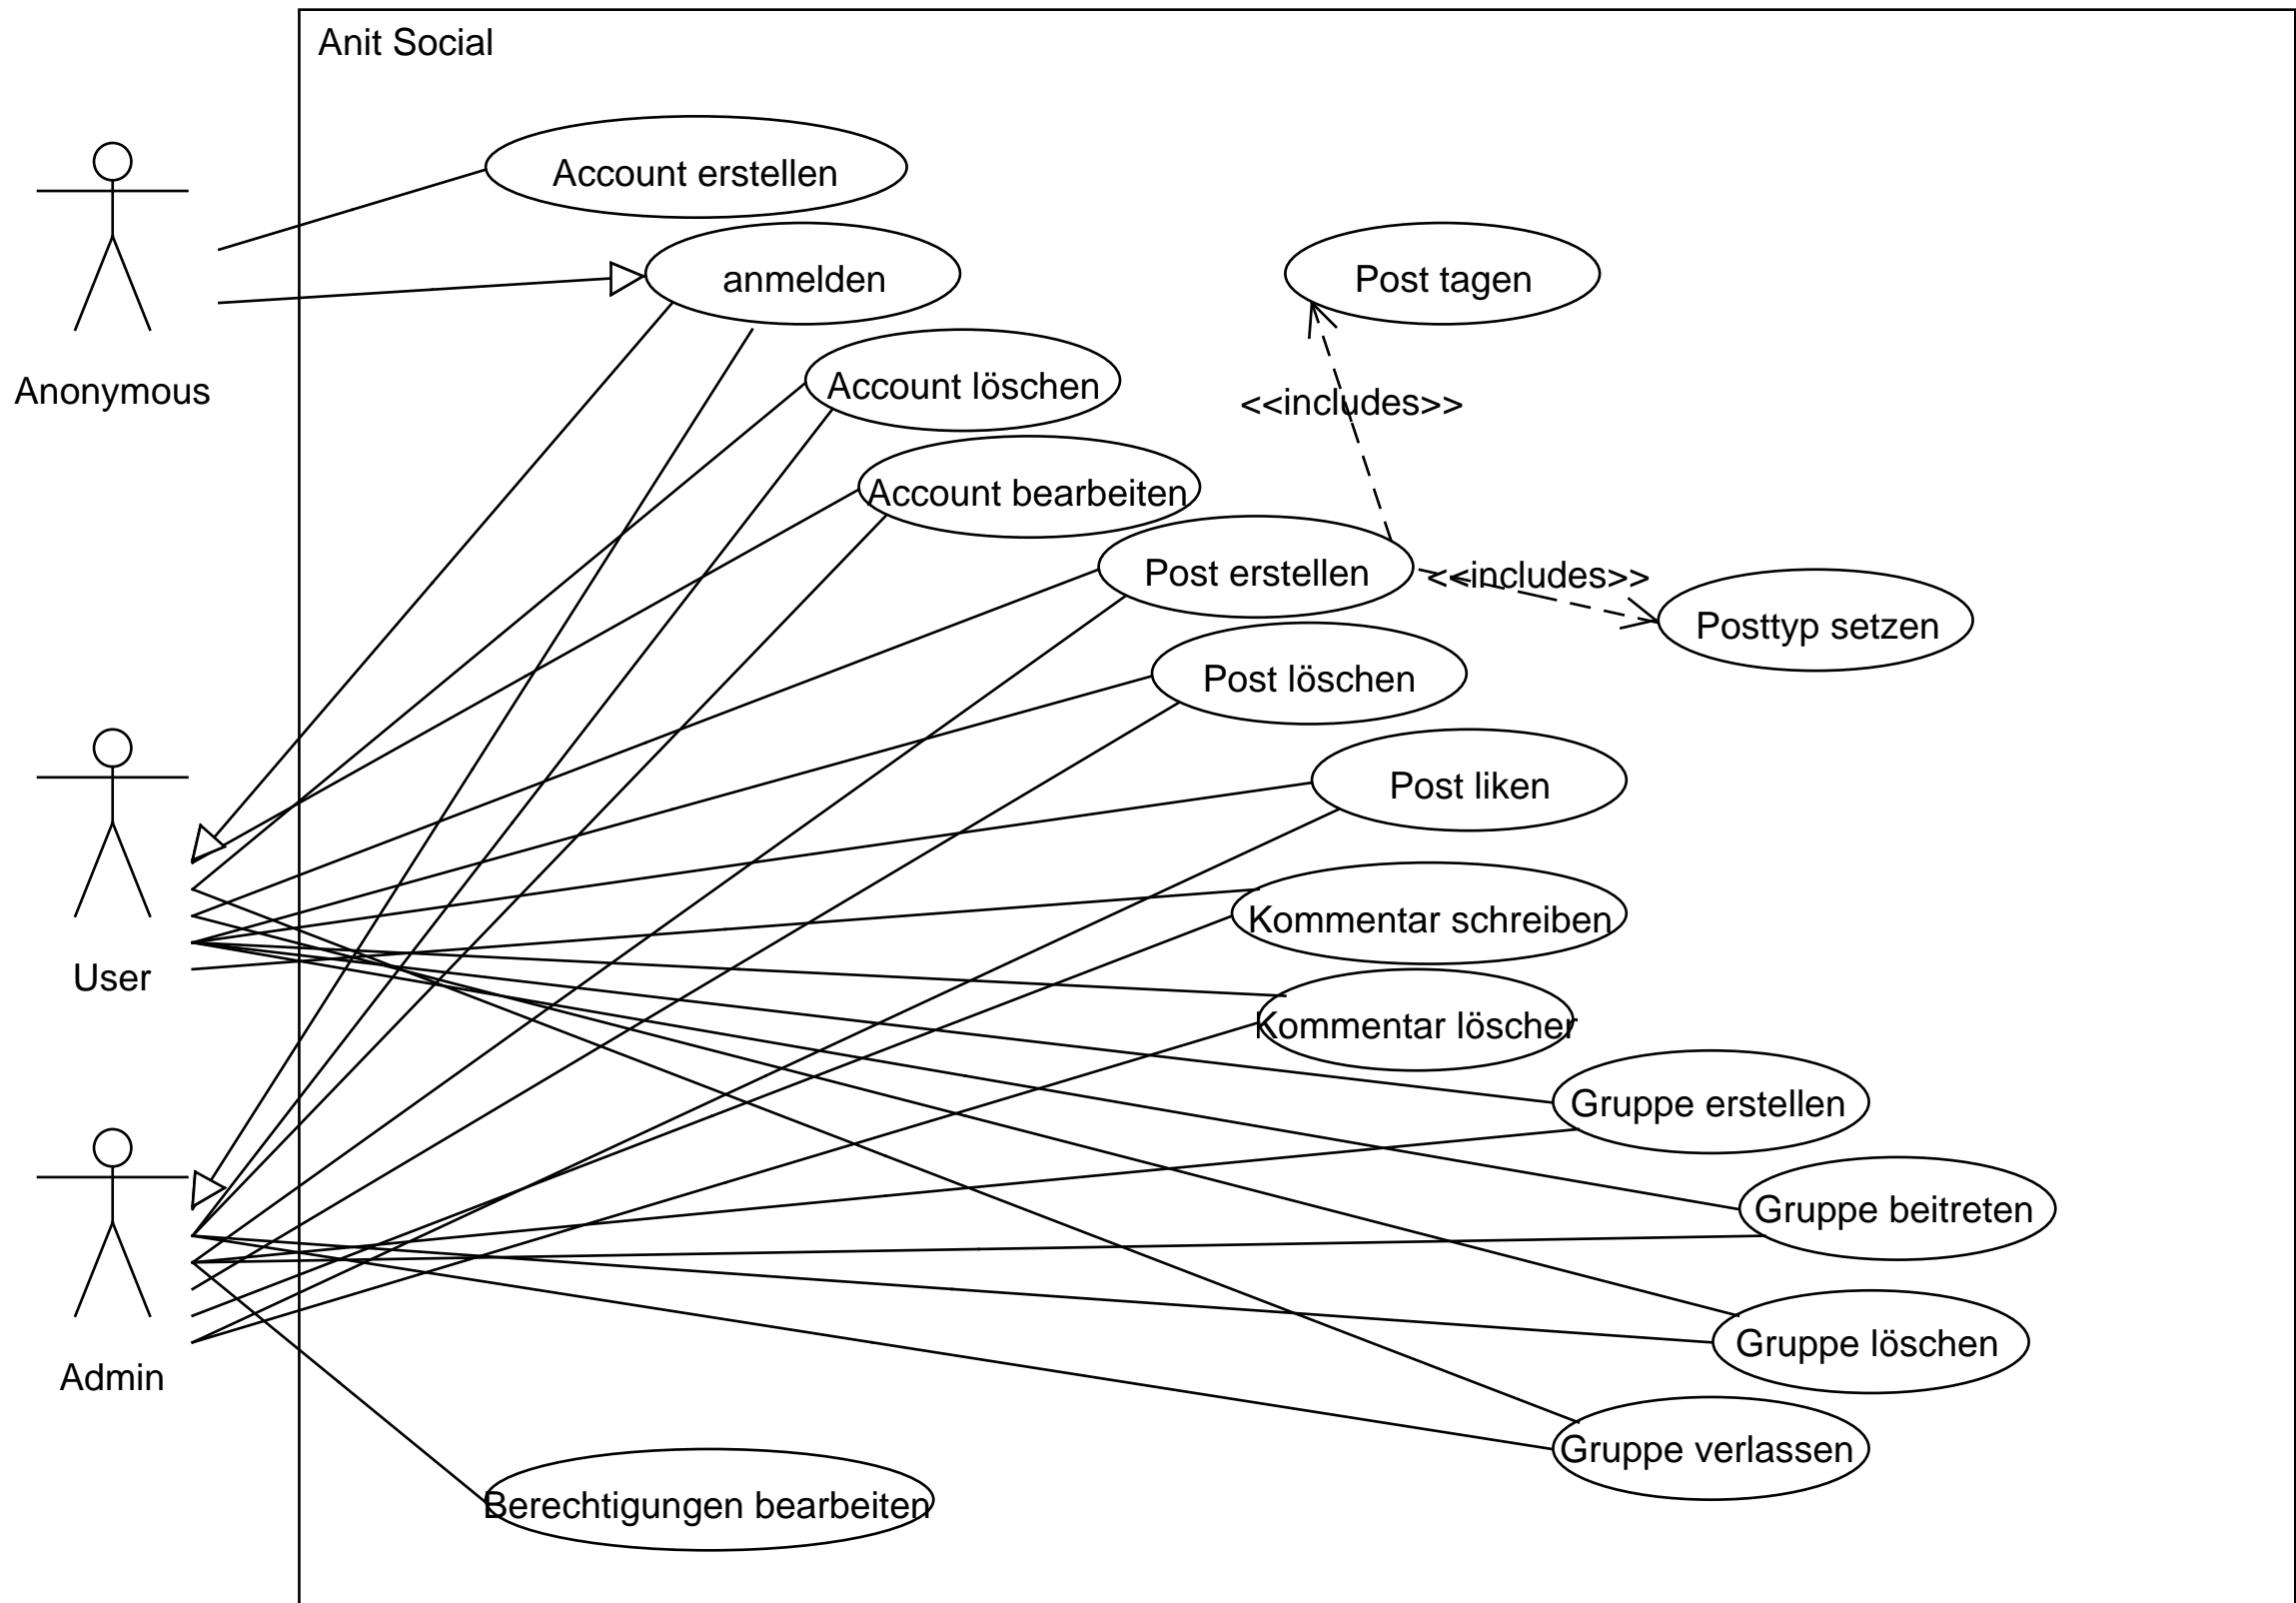 Anit Social
Account erstellen
anmelden
Post tagen
Account löschen
Anonymous
<<includes>>
Account bearbeiten
Post erstellen
<<includes>>
Posttyp setzen
Post löschen
Post liken
Kommentar schreiben
User
Kommentar löscher
Gruppe erstellen
Gruppe beitreten
Gruppe löschen
Admin
Gruppe verlassen
Berechtigungen bearbeiten